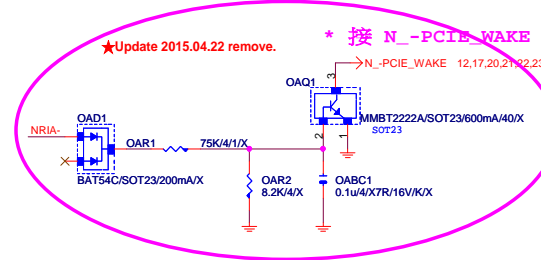 * 接 N_-PCIE_WAKE
★Update 2015.04.22 remove.
3
N_-PCIE_WAKE 12,17,20,21,22,23
OAQ1
MMBT2222A/SOT23/600mA/40/X
SOT23
2
1
OAD1
NRIA-
OAR1
75K/4/1/X
BAT54C/SOT23/200mA/X
OAR2
8.2K/4/X
OABC1
0.1u/4/X7R/16V/K/X